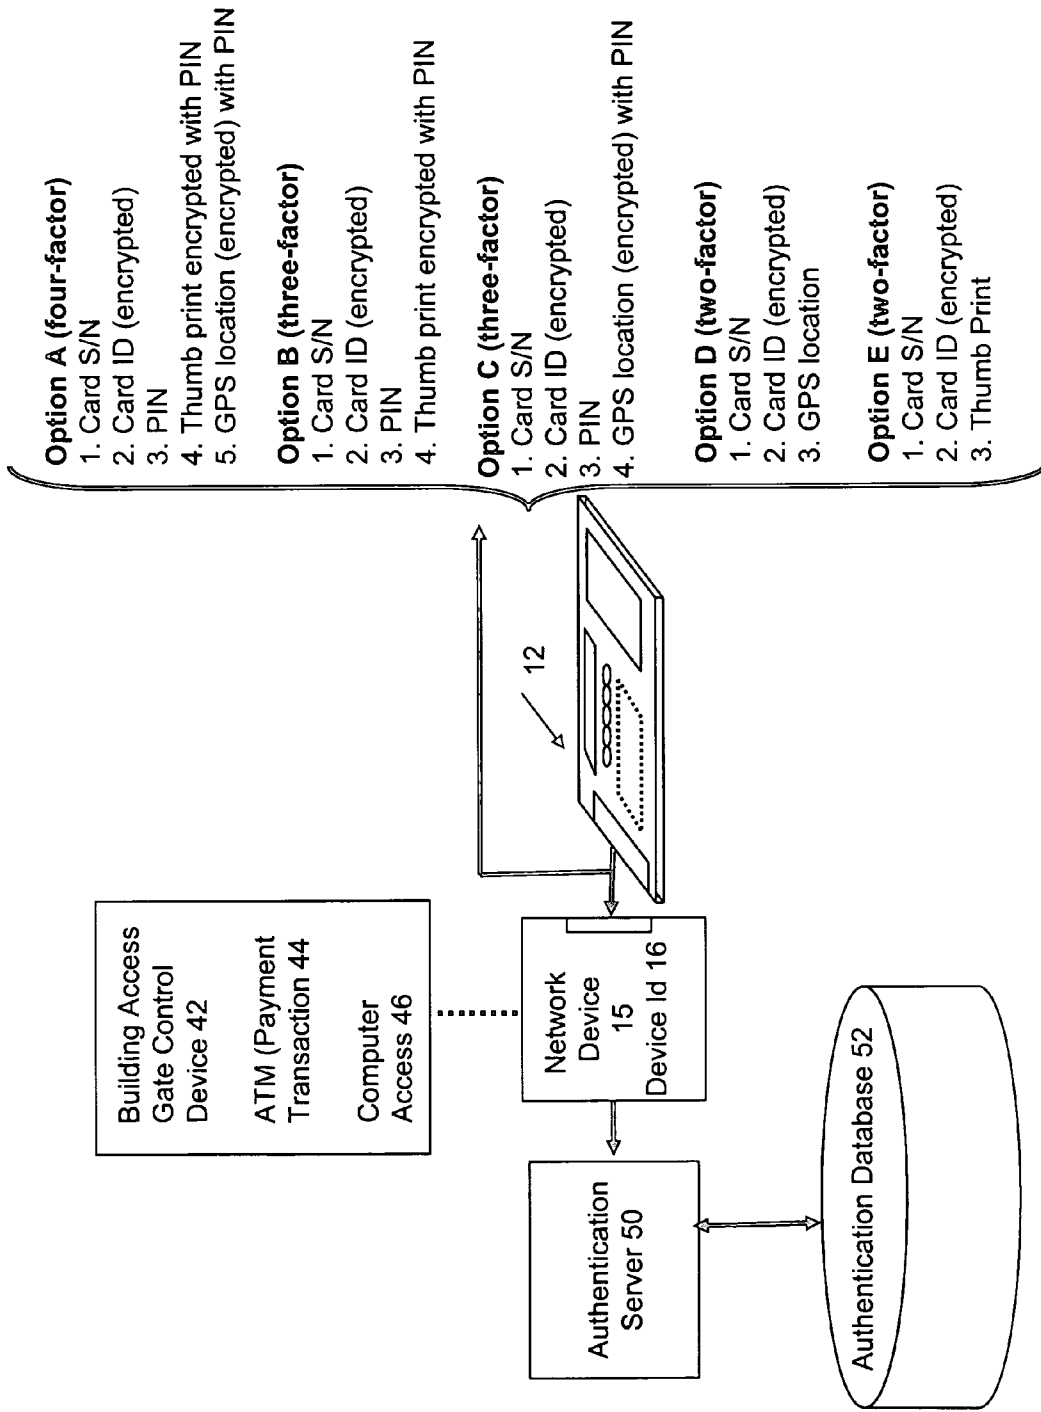 Building Access
Gate Control
Device 42
ATM (Payment
Transaction 44
Computer
Access 46
Authentication
Server 50
Network
Device
15
Device Id 16
12
Authentication Database 52
Option A (four-factor)
1. Card S/N
2. Card ID (encrypted)
3. PIN
4. Thumb print encrypted with PIN
5. GPS location (encrypted) with PIN
Option B (three-factor)
1. Card S/N
2. Card ID (encrypted)
3. PIN
4. Thumb print encrypted with PIN
Option C (three-factor)
1. Card S/N
2. Card ID (encrypted)
3. PIN
4. GPS location (encrypted) with PIN
Option D (two-factor)
1. Card S/N
2. Card ID (encrypted)
3. GPS location
Option E (two-factor)
1. Card S/N
2. Card ID (encrypted)
3. Thumb Print